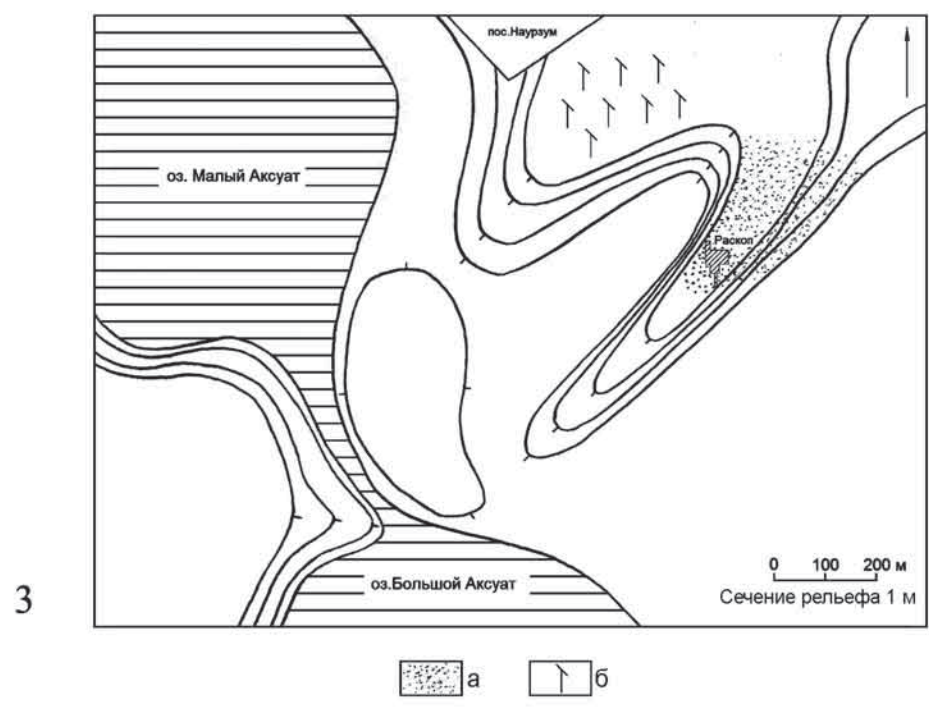 пос.Наурзум
оз. Малый Аксуат
Раскоп
0 100 200 м
Сечение рельефа 1 м
оз.Большой Аксуат
3
а
б